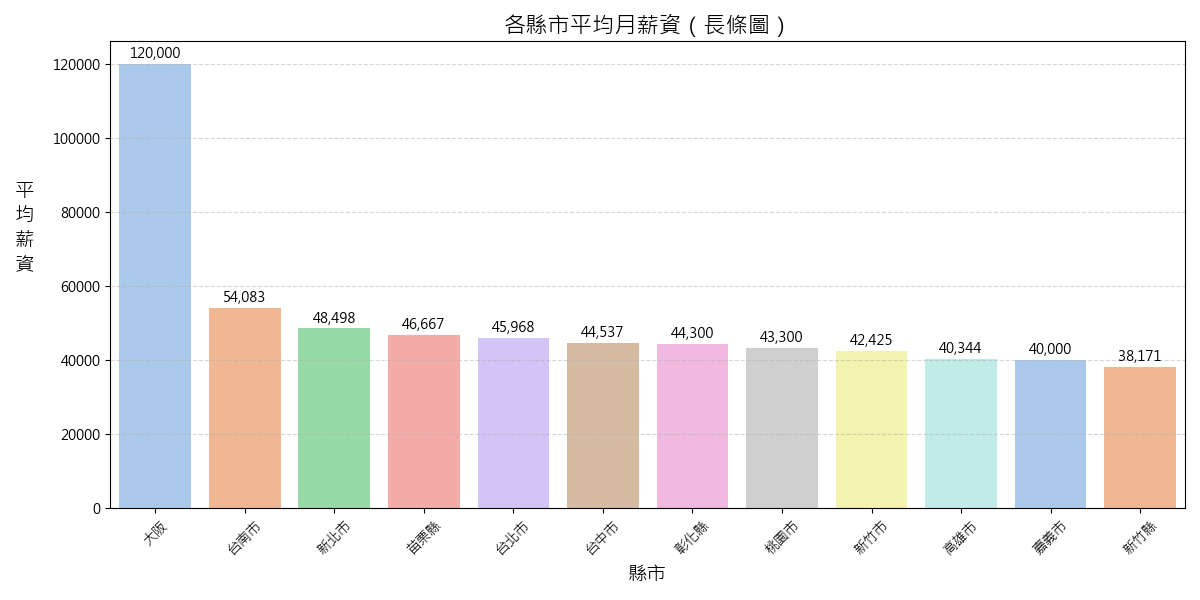 各縣市平均月薪資（長條圖）
平均薪資
120000
100000
80000
60000
40000
20000
0
120,000
54,083
48,498
46,667
45,968
44,537
44,300
43,300
42,425
40,344
40,000
38,171
大阪
台南市
新北市
苗栗縣
台北市
台中市
彰化縣
桃園市
新竹市
高雄市
嘉義市
新竹縣
縣市